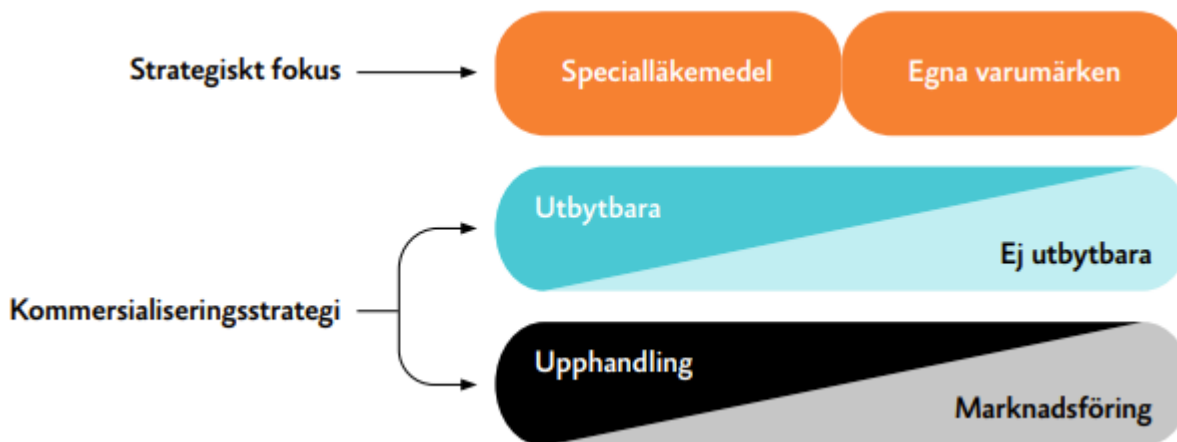 Strategiskt fokus
Specialläkemedel
Egna varumärken
Utbytbara
Ej utbytbara
Kommersialiseringsstrategi
Upphandling
Marknadsföring